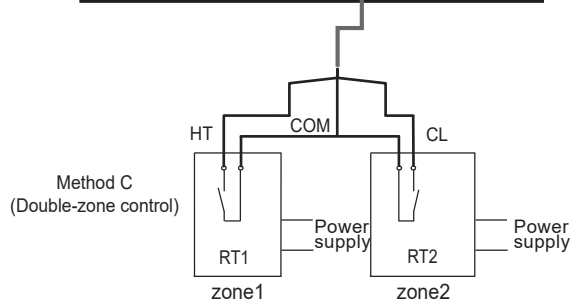 HT
COM
CL
Method C
(Double-zone control)
RT1
Power
supply
RT2
Power
supply
zone1
zone2